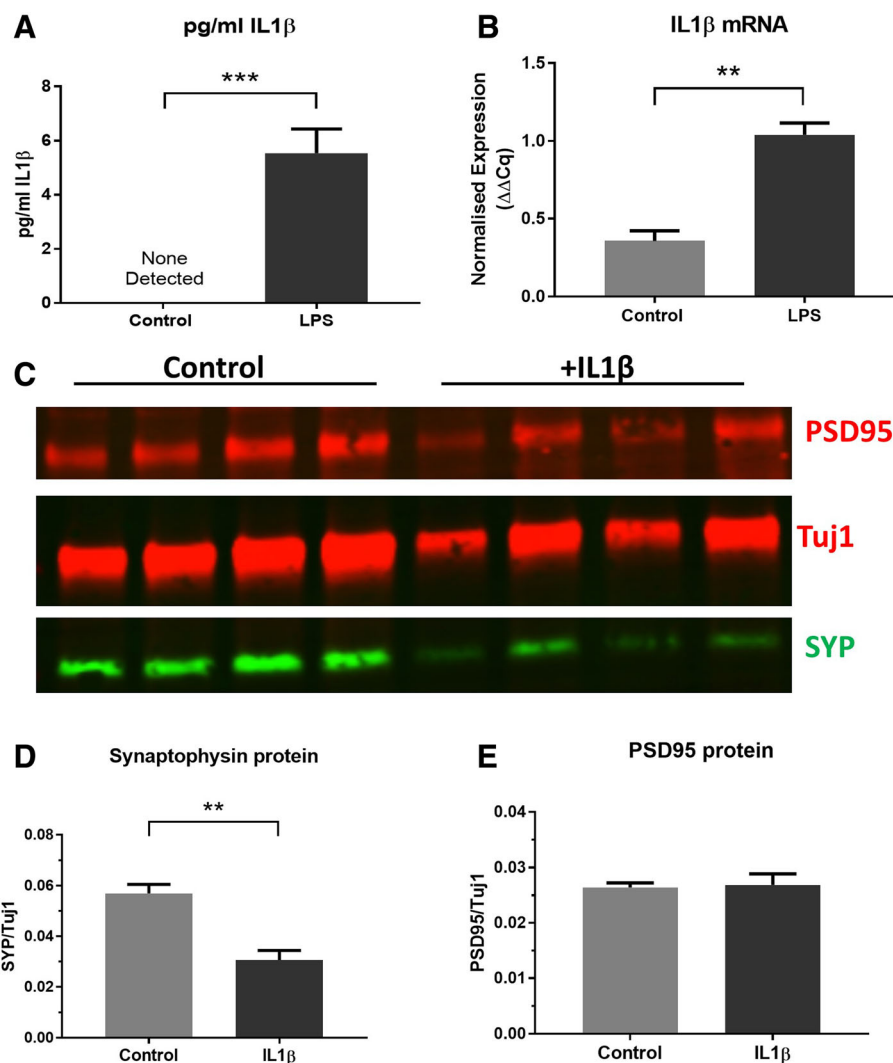 A
pg/ml IL1β
pg/ml IL1β
8
6
4
2
0
***
None
Detected
Control
LPS
B
IL1β mRNA
Normalised Expression
(ΔΔCq)
1.5
1.0
0.5
0.0
**
Control
LPS
C
Control
+IL1β
PSD95
Tuj1
SYP
D
Synaptophysin protein
SYP/Tuj1
0.08
0.06
0.04
0.02
0.00
**
Control
IL1β
E
PSD95 protein
PSD95/Tuj1
0.04
0.03
0.02
0.01
0.00
Control
IL1β